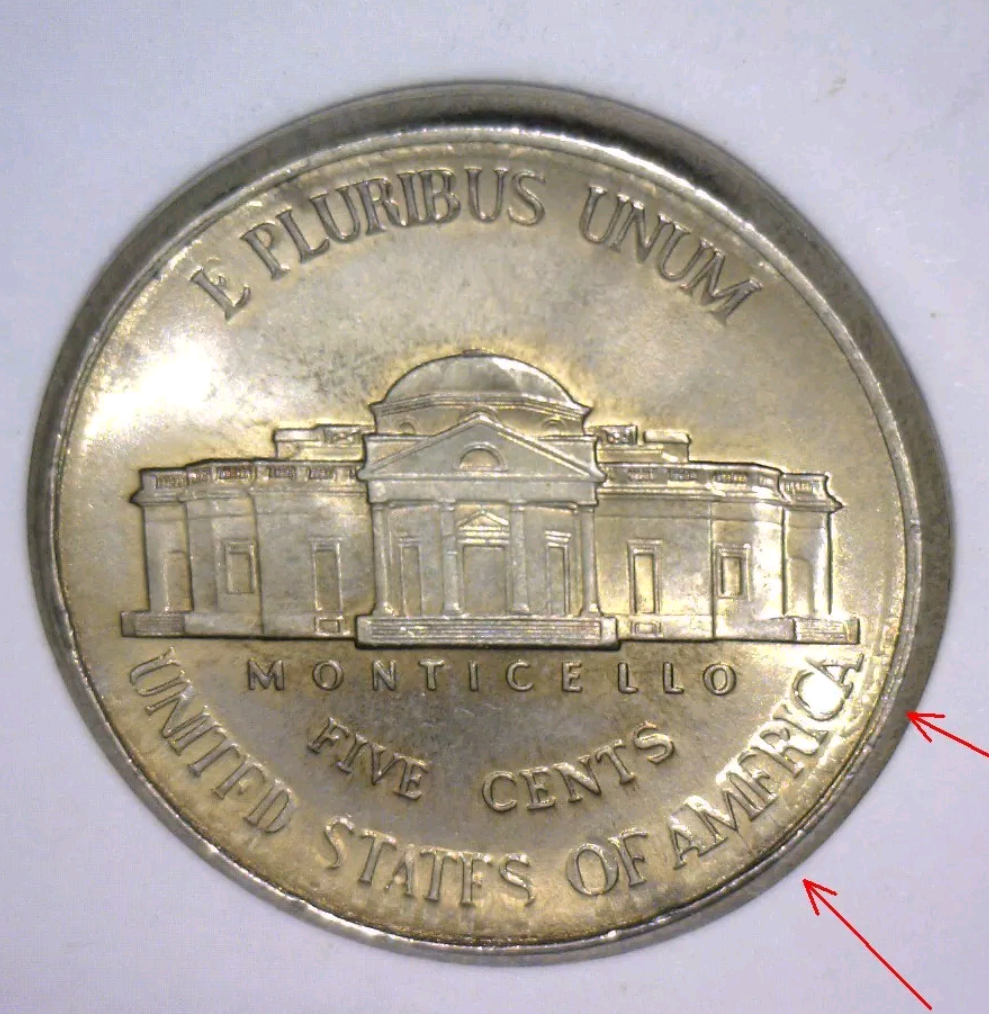 E PLURIBUS UNUM
MONTICELLO
FIVE CENTS
UNITED STATES OF AMERICA